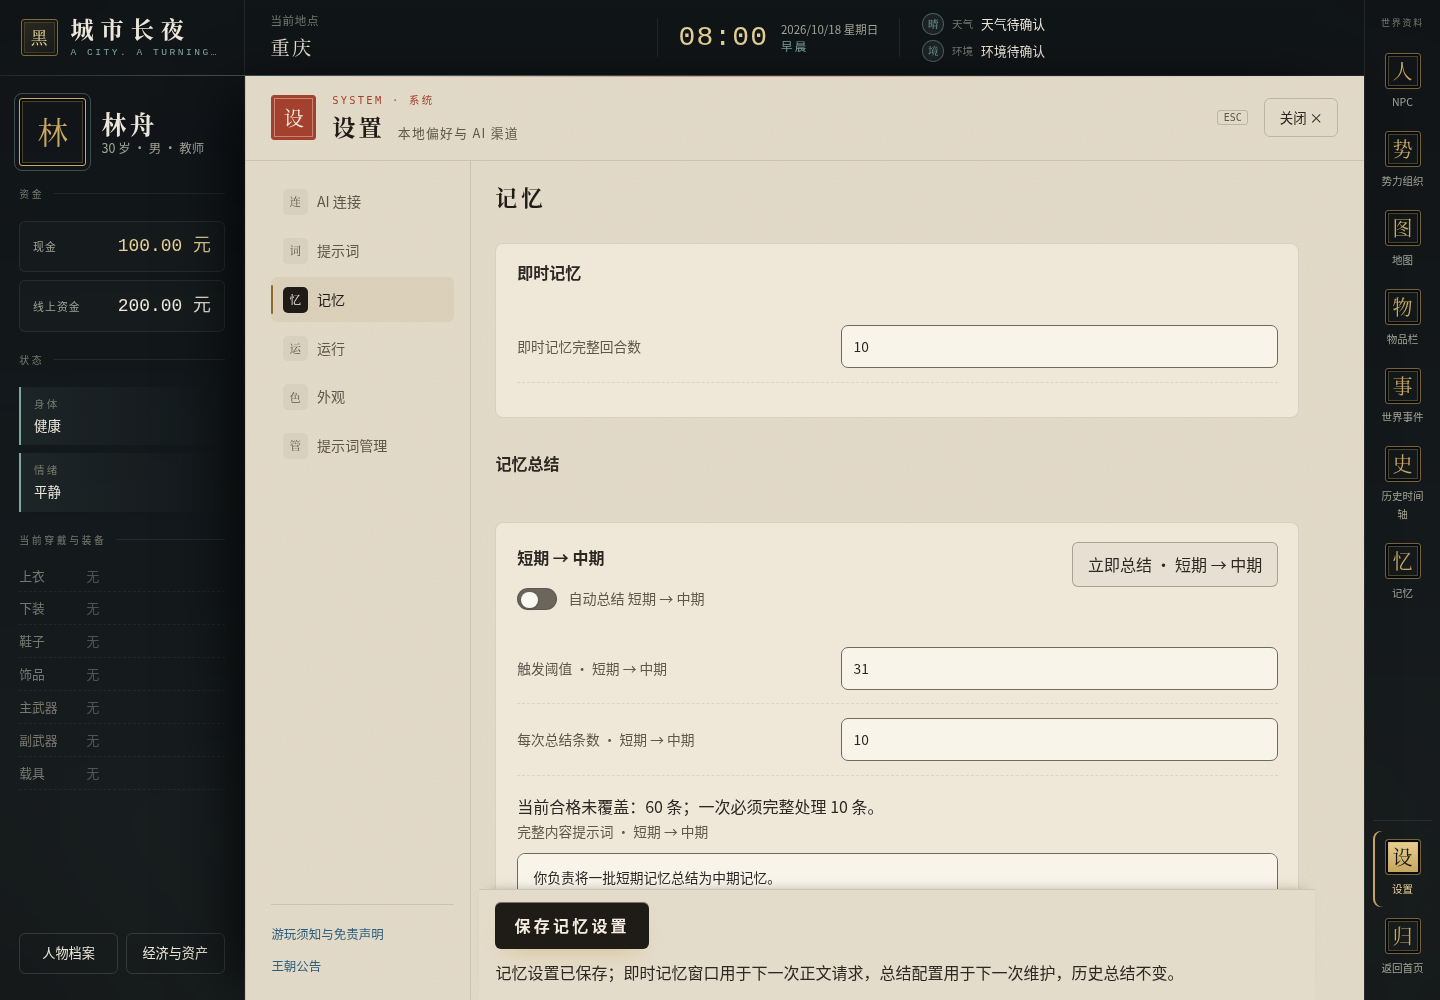 黑
城市长夜
A CITY. A TURNING…
当前地点
重庆
08:00
2026/10/18 星期日
早晨
晴 天气 天气待确认
境 环境 环境待确认
林
林舟
30 岁 · 男 · 教师
资金
现金 100.00 元
线上资金 200.00 元
状态
身体
健康
情绪
平静
当前穿戴与装备
上衣 无
下装 无
鞋子 无
饰品 无
主武器 无
副武器 无
载具 无
人物档案
经济与资产
设
SYSTEM · 系统
设置 本地偏好与 AI 渠道
ESC
关闭 ×
连 AI 连接
词 提示词
忆 记忆
运 运行
色 外观
管 提示词管理
游玩须知与免责声明
王朝公告
记忆
即时记忆
即时记忆完整回合数 10
记忆总结
短期 → 中期
立即总结 · 短期 → 中期
自动总结 短期 → 中期
触发阈值 · 短期 → 中期 31
每次总结条数 · 短期 → 中期 10
当前合格未覆盖：60 条；一次必须完整处理 10 条。
完整内容提示词 · 短期 → 中期
你负责将一批短期记忆总结为中期记忆。
保存记忆设置
记忆设置已保存；即时记忆窗口用于下一次正文请求，总结配置用于下一次维护，历史总结不变。
世界资料
人
NPC
势
势力组织
图
地图
物
物品栏
事
世界事件
史
历史时间
轴
忆
记忆
设
设置
归
返回首页